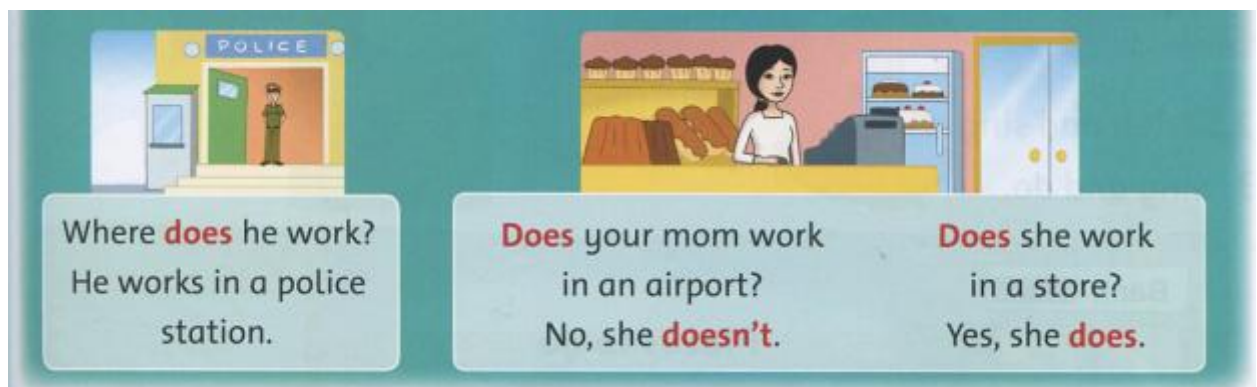 POLICE
Where does he work?
He works in a police
station.
Does your mom work
in an airport?
No, she doesn't.
Does she work
in a store?
Yes, she does.